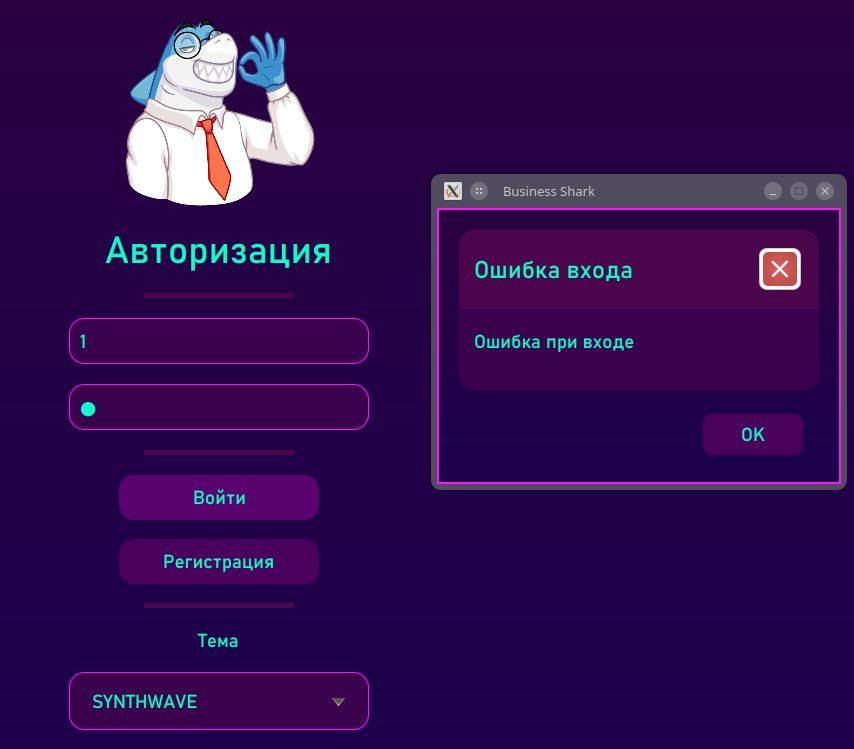 Авторизация
1
Войти
Регистрация
Тема
SYNTHWAVE
Business Shark
Ошибка входа
Ошибка при входе
OK